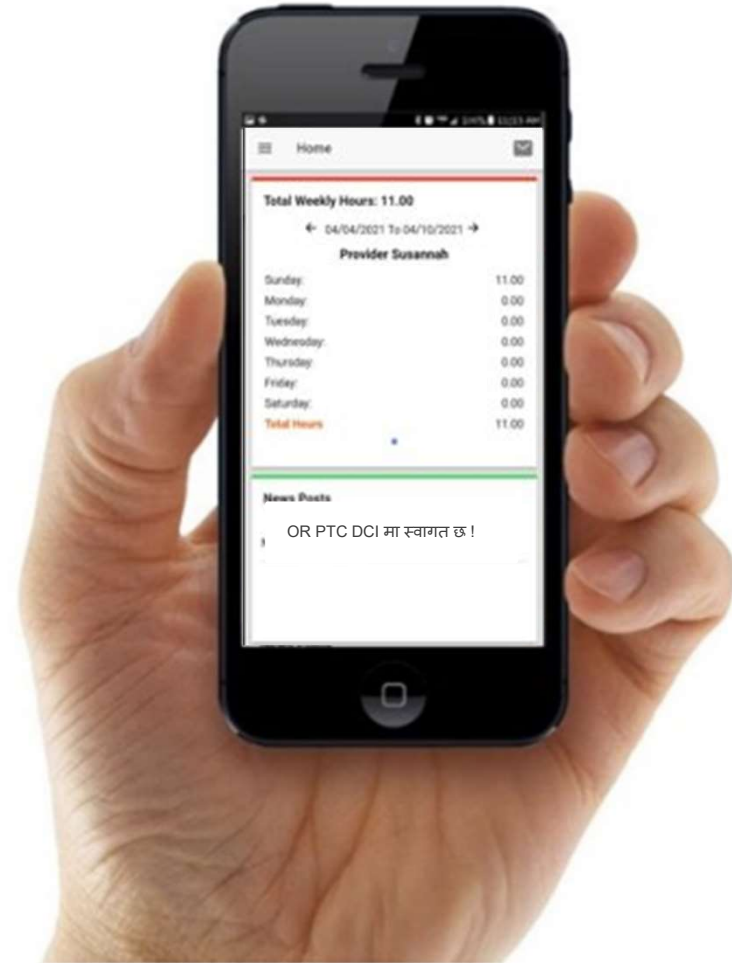 Home
Total Weekly Hours: 11.00
← 04/04/2021 To 04/10/2021 →
Provider Susannah
Sunday: 11.00
Monday: 0.00
Tuesday: 0.00
Wednesday: 0.00
Thursday: 0.00
Friday: 0.00
Saturday: 0.00
Total Hours 11.00
News Posts
OR PTC DCI मा स्वागत छ !